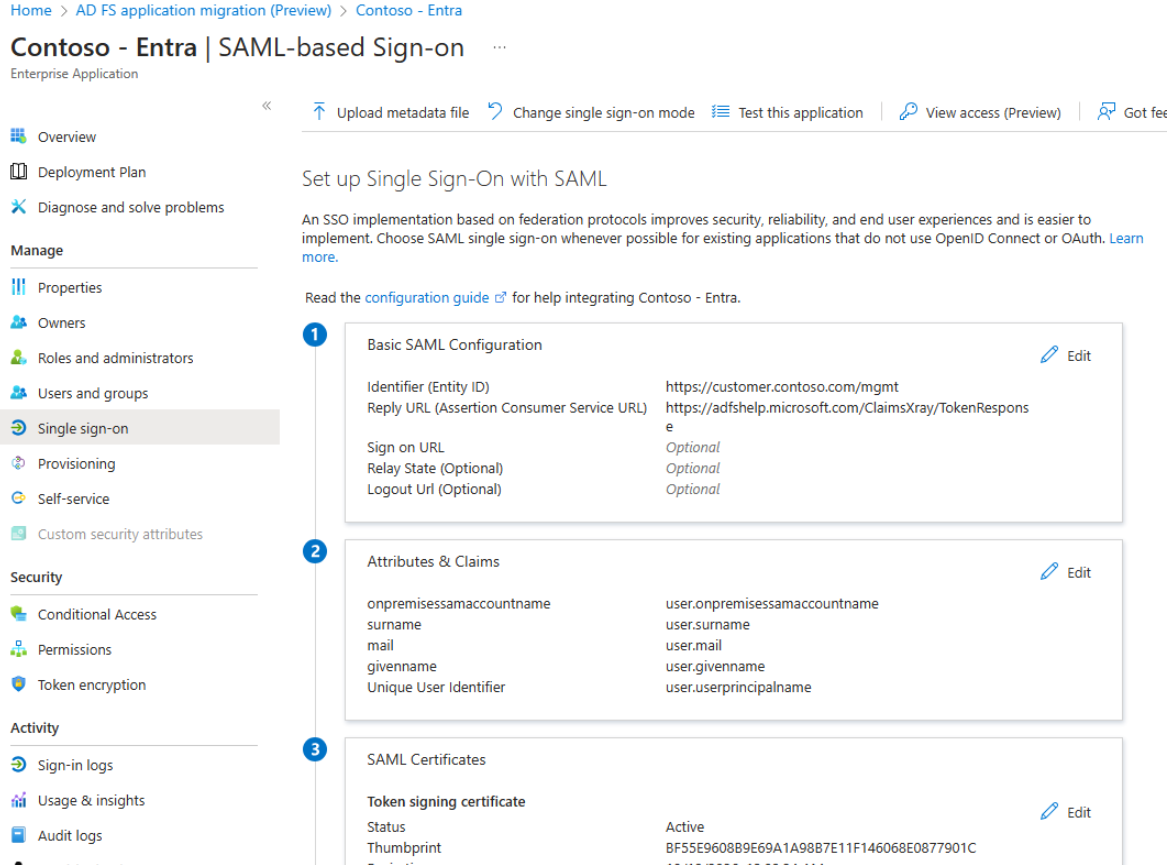 Home > AD FS application migration (Preview) > Contoso - Entra
Contoso - Entra | SAML-based Sign-on ...
Enterprise Application
Overview
Deployment Plan
Diagnose and solve problems
Manage
Properties
Owners
Roles and administrators
Users and groups
Single sign-on
Provisioning
Self-service
Custom security attributes
Security
Conditional Access
Permissions
Token encryption
Activity
Sign-in logs
Usage & insights
Audit logs
Upload metadata file Change single sign-on mode Test this application View access (Preview) Got fee
Set up Single Sign-On with SAML
An SSO implementation based on federation protocols improves security, reliability, and end user experiences and is easier to
implement. Choose SAML single sign-on whenever possible for existing applications that do not use OpenID Connect or OAuth. Learn
more.
Read the configuration guide for help integrating Contoso - Entra.
1
Basic SAML Configuration
Edit
Identifier (Entity ID) https://customer.contoso.com/mgmt
Reply URL (Assertion Consumer Service URL) https://adfshelp.microsoft.com/ClaimsXray/TokenRespons
e
Sign on URL Optional
Relay State (Optional) Optional
Logout Url (Optional) Optional
2
Attributes & Claims
Edit
onpremisessamaccountname user.onpremisessamaccountname
surname user.surname
mail user.mail
givenname user.givenname
Unique User Identifier user.userprincipalname
3
SAML Certificates
Token signing certificate
Edit
Status Active
Thumbprint BF55E9608B9E69A1A98B7E11F146068E0877901C